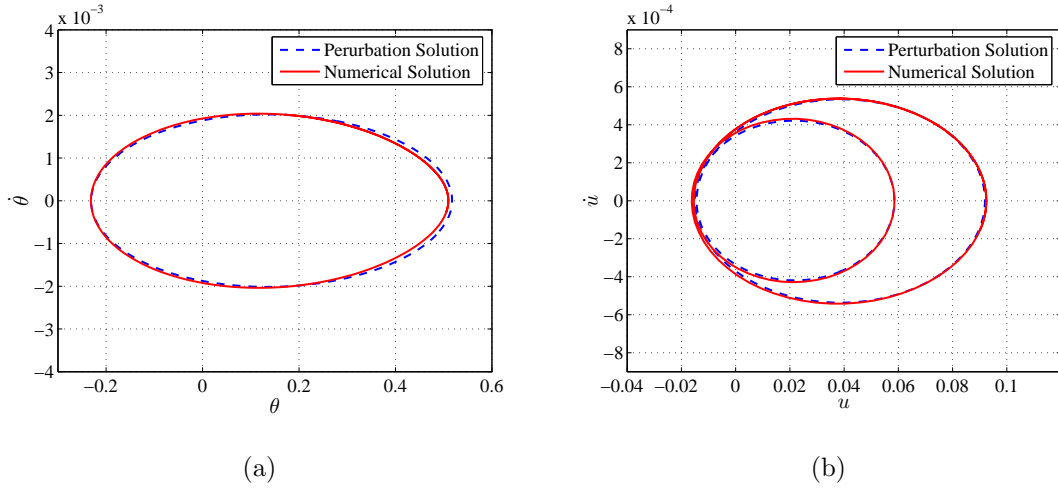 x 10⁻³
4
3
2
1
0
−1
−2
−3
−4
−0.2
0
0.2
0.4
0.6
θ
θ̇
Perurbation Solution
Numerical Solution
(a)
x 10⁻⁴
8
6
4
2
0
−2
−4
−6
−8
−0.04
−0.02
0
0.02
0.04
0.06
0.08
0.1
u
u̇
Perturbation Solution
Numerical Solution
(b)